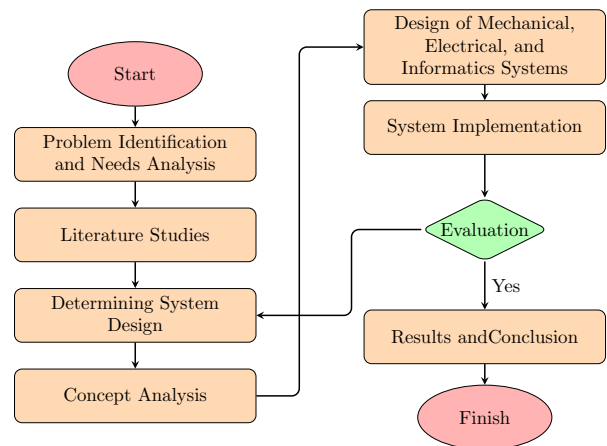 Start
Problem Identification
and Needs Analysis
Literature Studies
Determining System
Design
Concept Analysis
Design of Mechanical,
Electrical, and
Informatics Systems
System Implementation
Evaluation
Yes
Results andConclusion
Finish